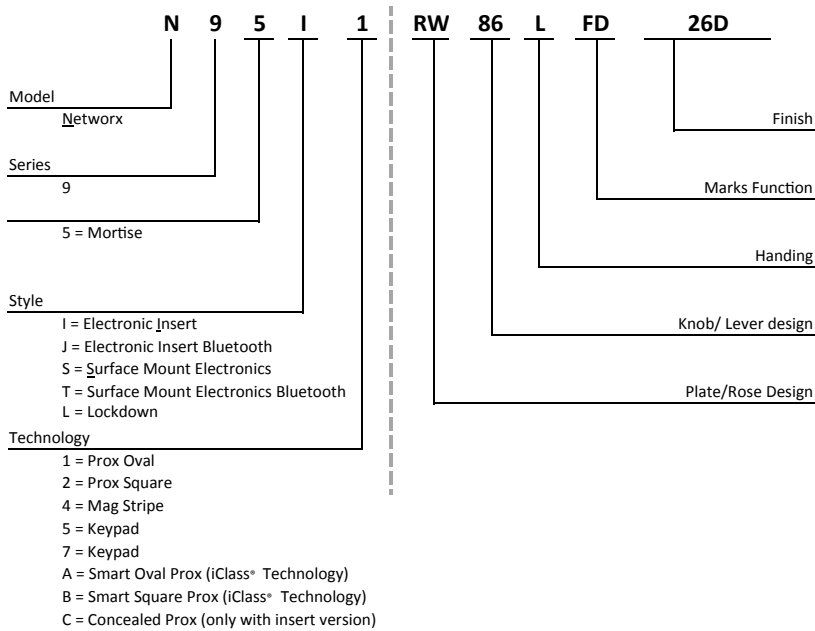 N 9 5 I 1 RW 86 L FD 26D
Model
Networx
Finish
Series
9
Marks Function
5 = Mortise
Handing
Style
I = Electronic Insert
Knob/ Lever design
J = Electronic Insert Bluetooth
S = Surface Mount Electronics
T = Surface Mount Electronics Bluetooth
Plate/Rose Design
L = Lockdown
Technology
1 = Prox Oval
2 = Prox Square
4 = Mag Stripe
5 = Keypad
7 = Keypad
A = Smart Oval Prox (iClass® Technology)
B = Smart Square Prox (iClass® Technology)
C = Concealed Prox (only with insert version)